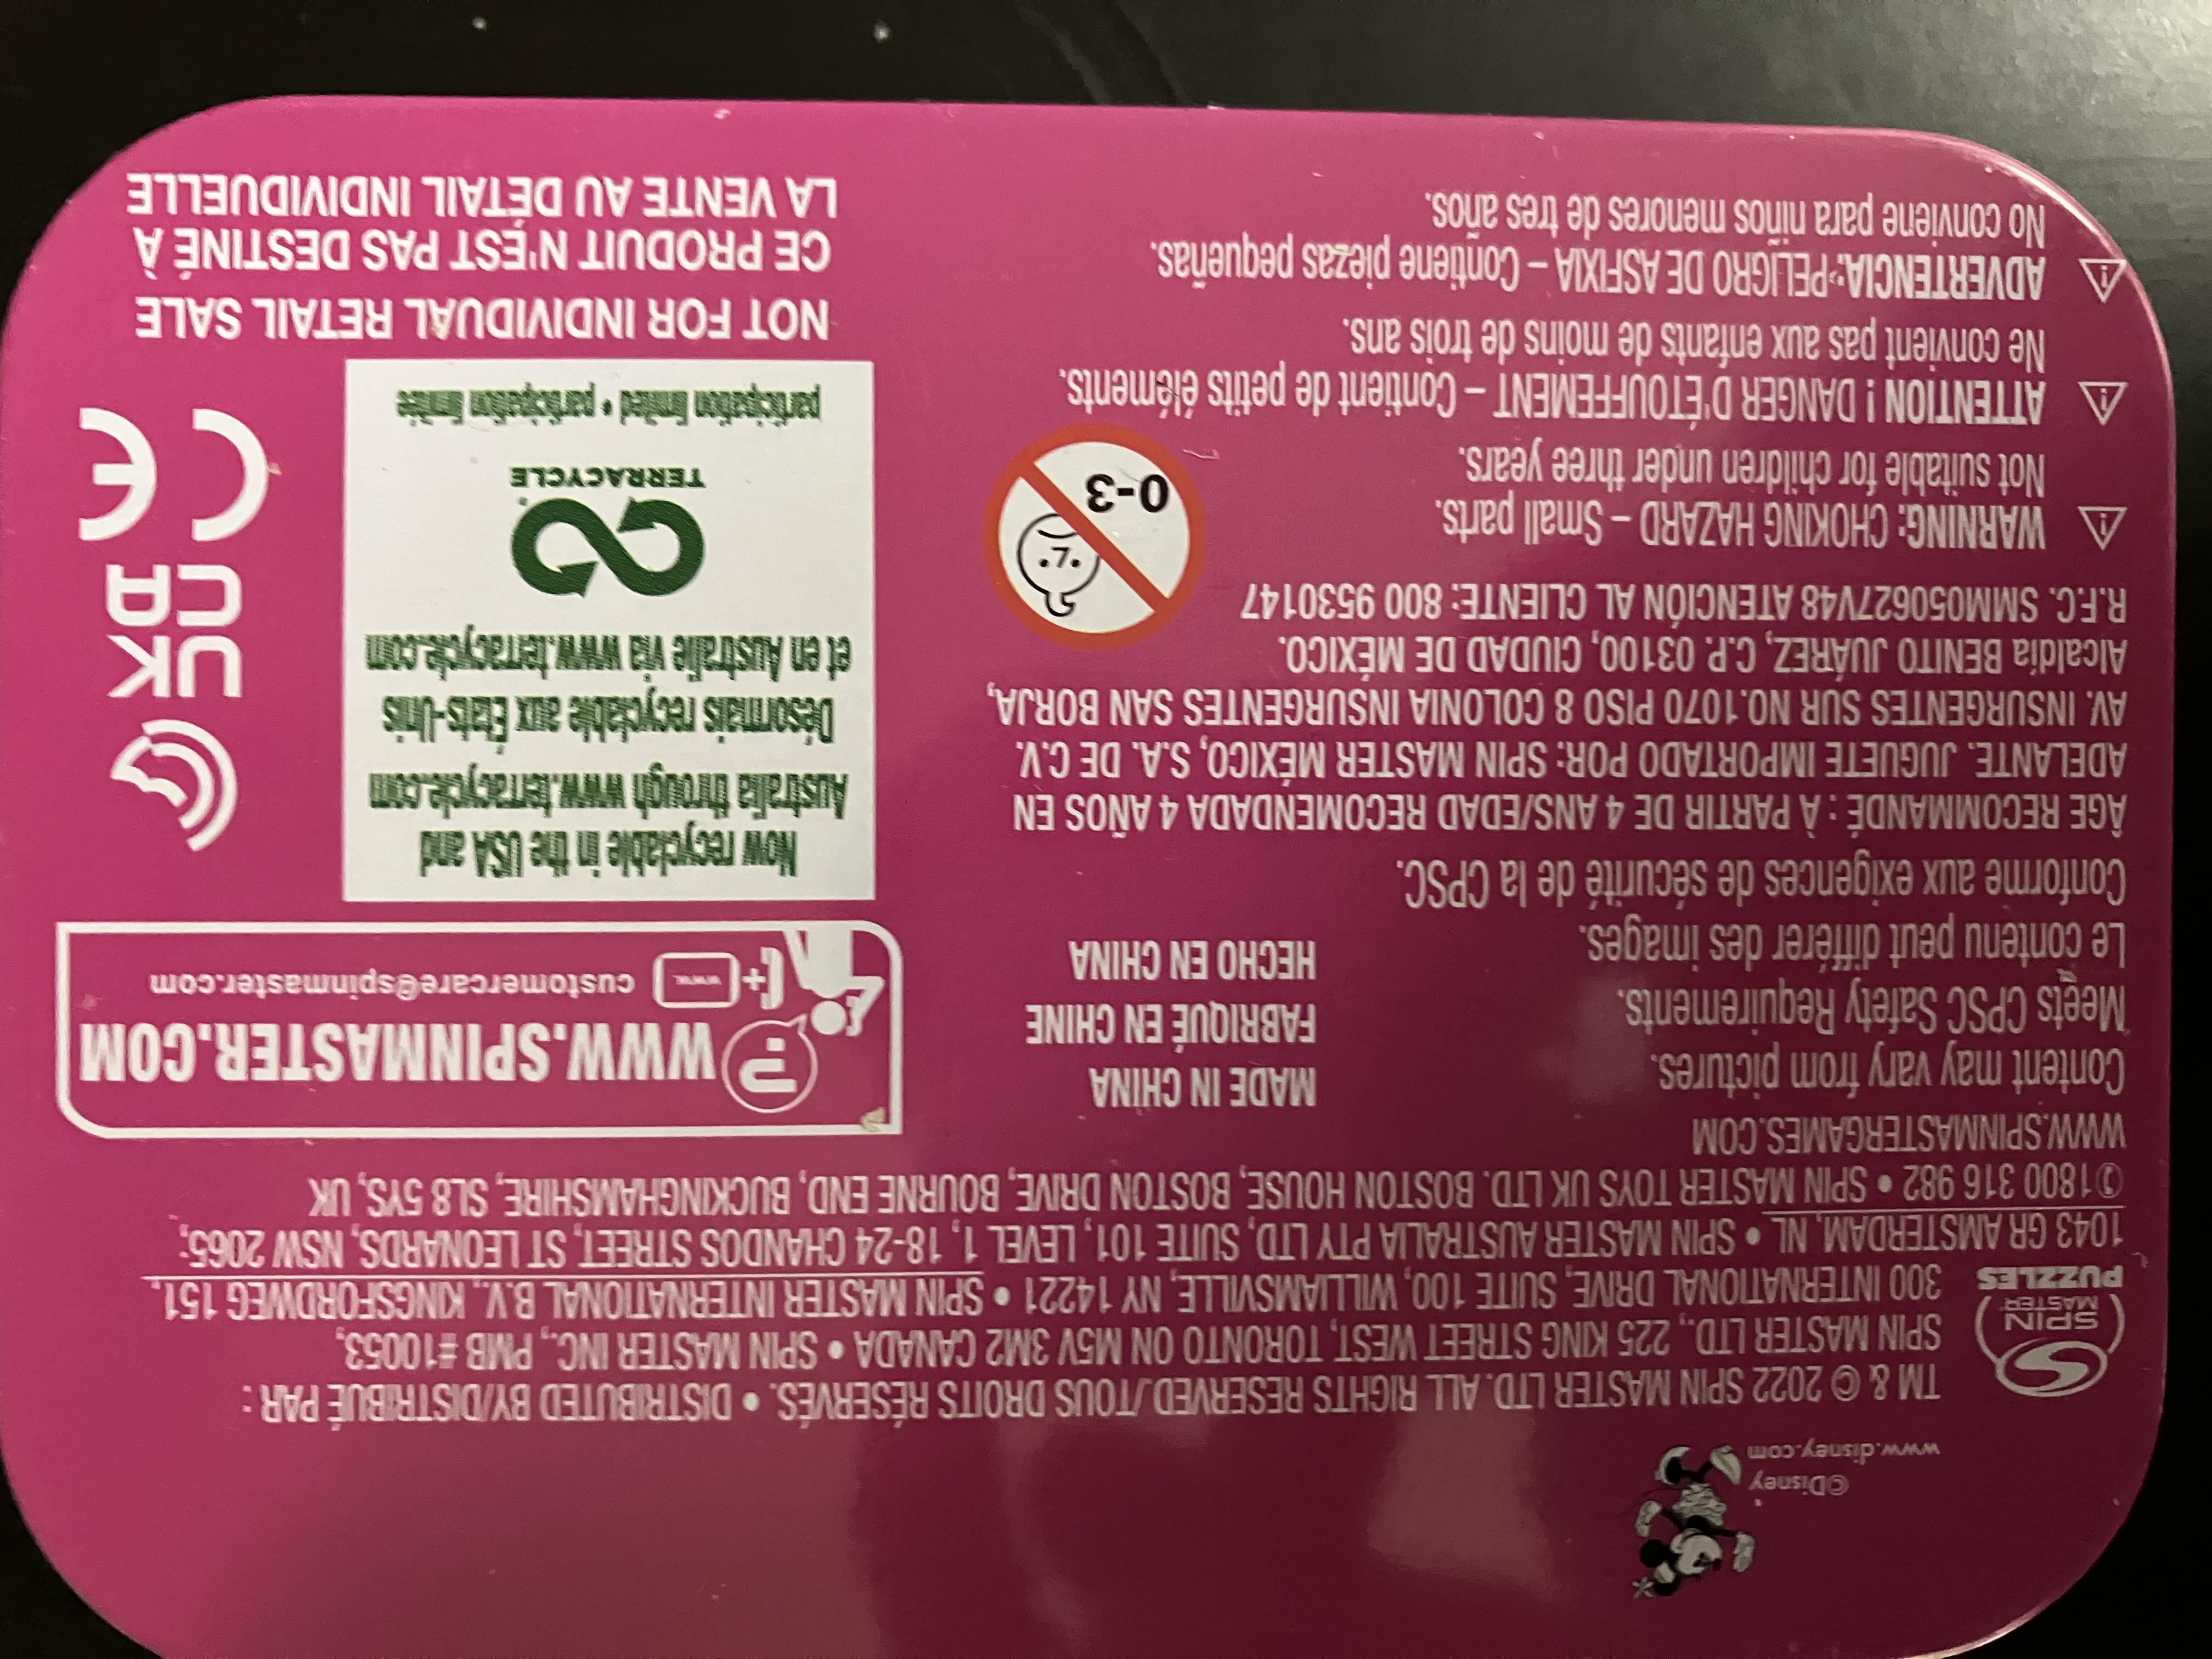 ©Disney
www.disney.com
TM & © 2022 SPIN MASTER LTD. ALL RIGHTS RESERVED/TOUS DROITS RÉSERVÉS. • DISTRIBUTED BY/DISTRIBUÉ PAR :
SPIN MASTER LTD., 225 KING STREET WEST, TORONTO ON M5V 3M2 CANADA • SPIN MASTER, INC., PMB #10053,
300 INTERNATIONAL DRIVE, SUITE 100, WILLIAMSVILLE, NY 14221 • SPIN MASTER INTERNATIONAL B.V., KINGSFORDWEG 151,
SPIN
MASTER
PUZZLES
1043 GR AMSTERDAM, NL • SPIN MASTER AUSTRALIA PTY LTD, SUITE 101, LEVEL 1, 18-24 CHANDOS STREET, ST LEONARDS, NSW 2065;
1800 316 982 • SPIN MASTER TOYS UK LTD. BOSTON HOUSE, BOSTON DRIVE, BOURNE END, BUCKINGHAMSHIRE, SL8 5YS, UK
WWW.SPINMASTERGAMES.COM
Content may vary from pictures.
Meets CPSC Safety Requirements.
Le contenu peut différer des images.
Conforme aux exigences de sécurité de la CPSC.
MADE IN CHINA
FABRIQUÉ EN CHINE
HECHO EN CHINA
ÂGE RECOMMANDÉ : À PARTIR DE 4 ANS/EDAD RECOMENDADA 4 AÑOS EN
ADELANTE. JUGUETE IMPORTADO POR: SPIN MASTER MÉXICO, S.A. DE C.V.
AV. INSURGENTES SUR NO.1070 PISO 8 COLONIA INSURGENTES SAN BORJA,
Alcaldía BENITO JUÁREZ, C.P. 03100, CIUDAD DE MÉXICO.
R.F.C. SMM050627V48 ATENCIÓN AL CLIENTE: 800 9530147
WARNING: CHOKING HAZARD – Small parts.
Not suitable for children under three years.
0-3
ATTENTION ! DANGER D'ÉTOUFFEMENT – Contient de petits éléments.
Ne convient pas aux enfants de moins de trois ans.
ADVERTENCIA: PELIGRO DE ASFIXIA – Contiene piezas pequeñas.
No conviene para niños menores de tres años.
WWW.SPINMASTER.COM
www.
customercare@spinmaster.com
Now recyclable in the USA and
Australia through www.terracycle.com
Désormais recyclable aux États-Unis
et en Australie via www.terracycle.com
TERRACYCLE
participation limited • participation limitée
UK
CA
CE
NOT FOR INDIVIDUAL RETAIL SALE
CE PRODUIT N'EST PAS DESTINÉ À
LA VENTE AU DÉTAIL INDIVIDUELLE